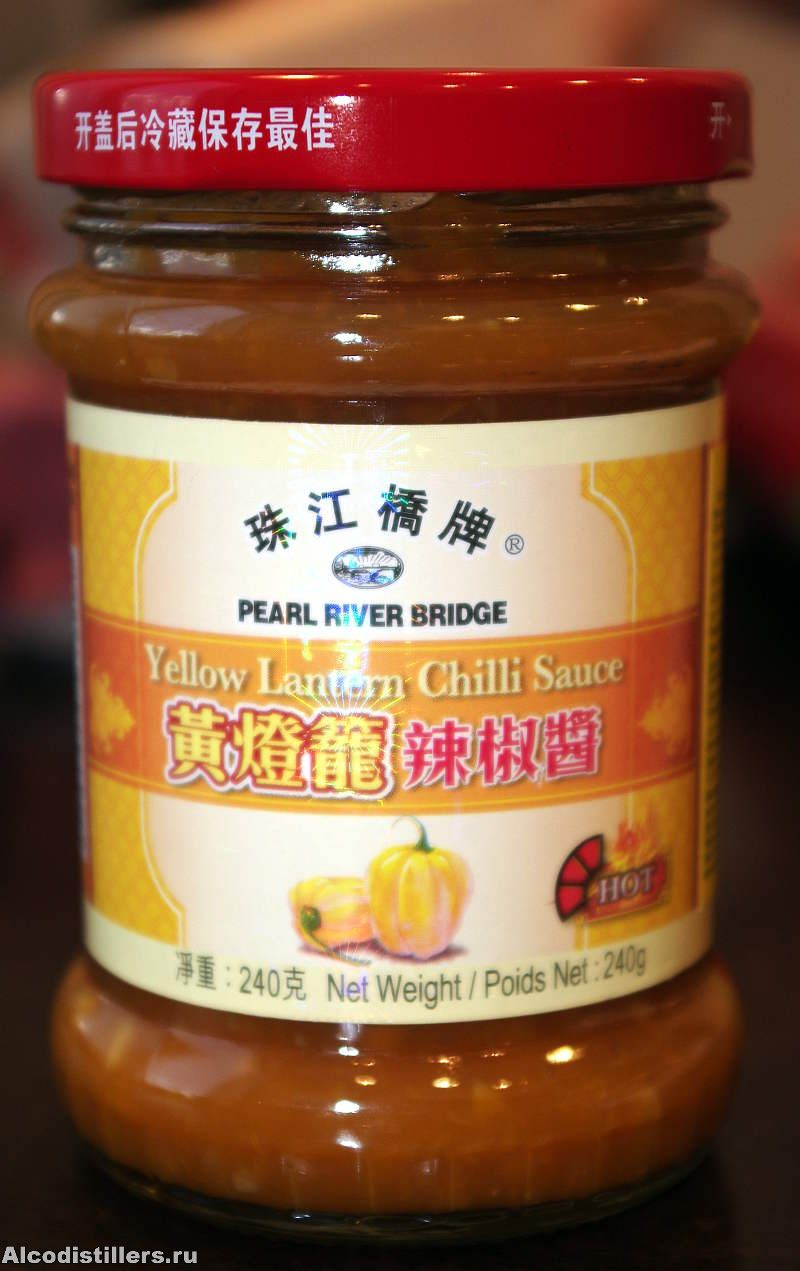 开盖后冷藏保存最佳 开
珠江橋牌®
PEARL RIVER BRIDGE
Yellow Lantern Chilli Sauce
黃燈籠辣椒醬
HOT
淨重：240克 Net Weight / Poids Net : 240g
Alcodistillers.ru